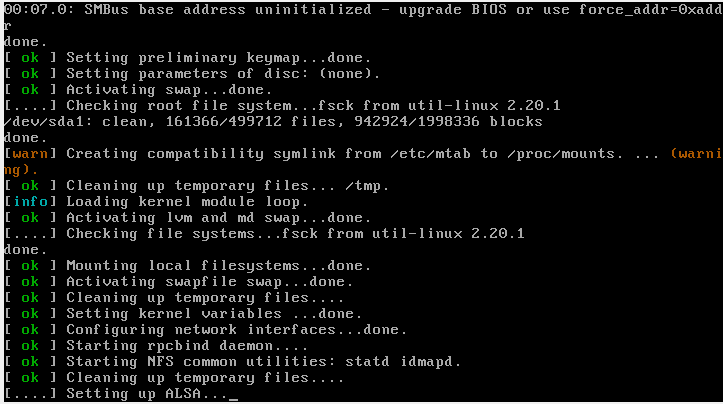 00:07.0: SMBus base address uninitialized - upgrade BIOS or use force_addr=0xadd
r
done.
[ ok ] Setting preliminary keymap...done.
[ ok ] Setting parameters of disc: (none).
[ ok ] Activating swap...done.
[....] Checking root file system...fsck from util-linux 2.20.1
/dev/sda1: clean, 161366/499712 files, 942924/1998336 blocks
done.
[warn] Creating compatibility symlink from /etc/mtab to /proc/mounts. ... (warni
ng).
[ ok ] Cleaning up temporary files... /tmp.
[info] Loading kernel module loop.
[ ok ] Activating lvm and md swap...done.
[....] Checking file systems...fsck from util-linux 2.20.1
done.
[ ok ] Mounting local filesystems...done.
[ ok ] Activating swapfile swap...done.
[ ok ] Cleaning up temporary files....
[ ok ] Setting kernel variables ...done.
[ ok ] Configuring network interfaces...done.
[ ok ] Starting rpcbind daemon....
[ ok ] Starting NFS common utilities: statd idmapd.
[ ok ] Cleaning up temporary files....
[....] Setting up ALSA..._